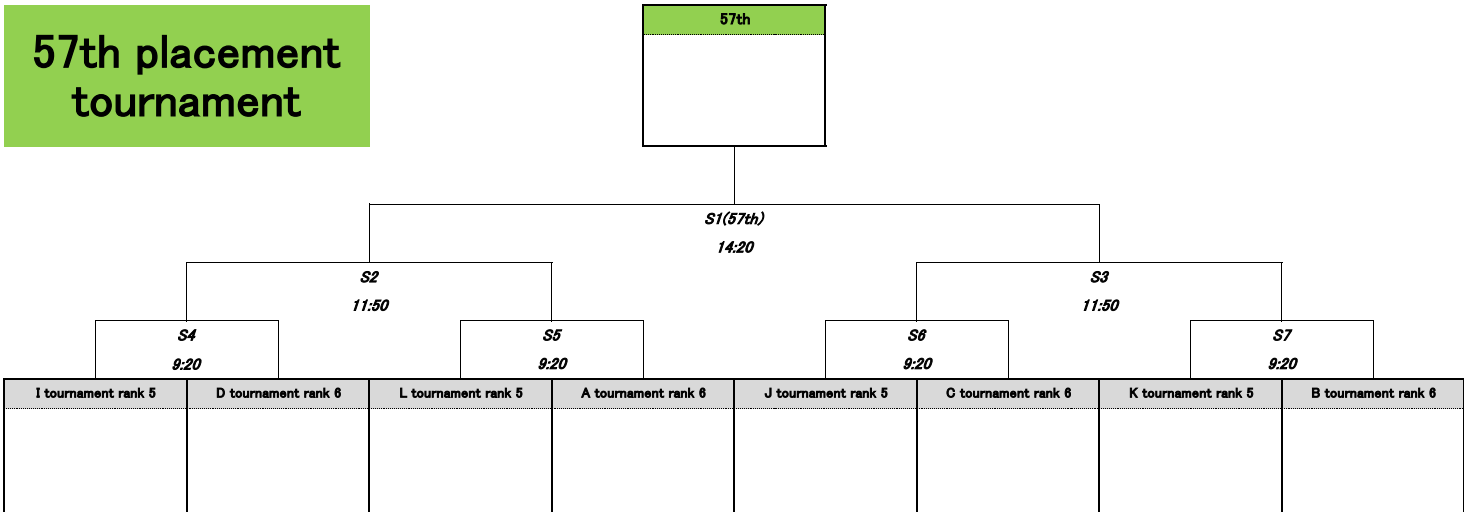 57th placement
tournament
57th
S1(57th)
14:20
S2
S3
11:50
11:50
S4
S5
S6
S7
9:20
9:20
9:20
9:20
I tournament rank 5
D tournament rank 6
L tournament rank 5
A tournament rank 6
J tournament rank 5
C tournament rank 6
K tournament rank 5
B tournament rank 6